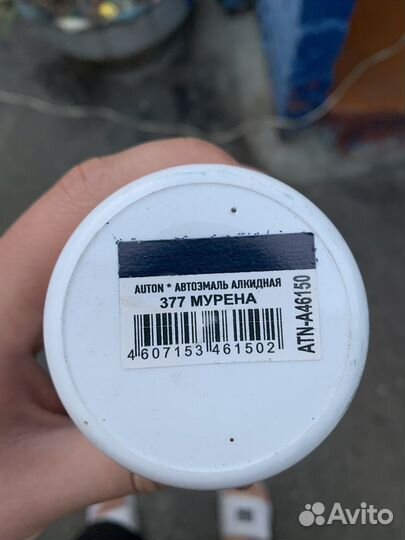 AUTON * АВТОЭМАЛЬ АЛКИДНАЯ
377 МУРЕНА
4 607153 461502
ATN-A46150
Avito